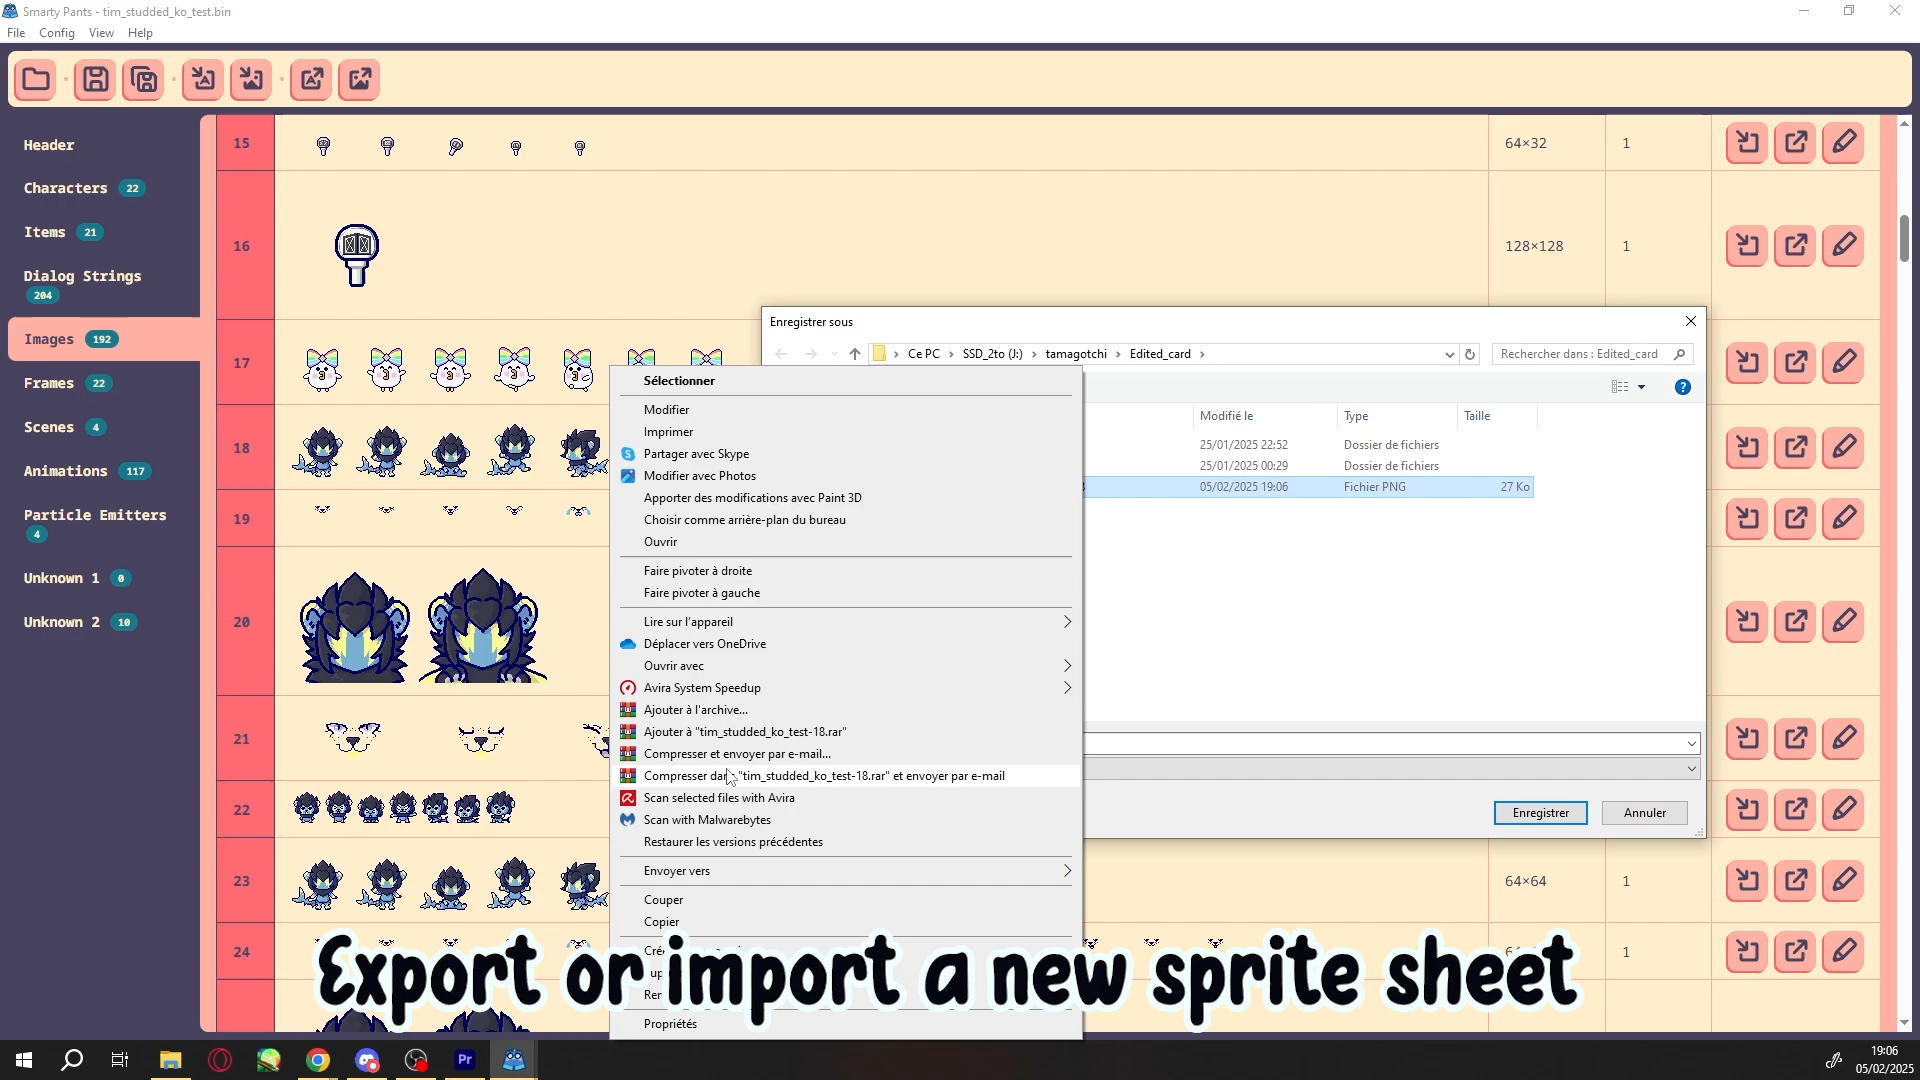 Smarty Pants - tim_studded_ko_test.bin
File Config View Help
Header
Characters 22
Items 21
Dialog Strings
204
Images 192
Frames 22
Scenes 4
Animations 117
Particle Emitters
4
Unknown 1 0
Unknown 2 10
15 64×32 1
16 128×128 1
17
18
19
20
21
22
23 64×64 1
24 1
Enregistrer sous
Ce PC > SSD_2to (J:) > tamagotchi > Edited_card >
Rechercher dans : Edited_card
Modifié le Type Taille
25/01/2025 22:52 Dossier de fichiers
25/01/2025 00:29 Dossier de fichiers
05/02/2025 19:06 Fichier PNG 27 Ko
Enregistrer Annuler
Sélectionner
Modifier
Imprimer
Partager avec Skype
Modifier avec Photos
Apporter des modifications avec Paint 3D
Choisir comme arrière-plan du bureau
Ouvrir
Faire pivoter à droite
Faire pivoter à gauche
Lire sur l'appareil
Déplacer vers OneDrive
Ouvrir avec
Avira System Speedup
Ajouter à l'archive...
Ajouter à "tim_studded_ko_test-18.rar"
Compresser et envoyer par e-mail...
Compresser dans "tim_studded_ko_test-18.rar" et envoyer par e-mail
Scan selected files with Avira
Scan with Malwarebytes
Restaurer les versions précédentes
Envoyer vers
Couper
Copier
Propriétés
Export or import a new sprite sheet
Pr
19:06
05/02/2025